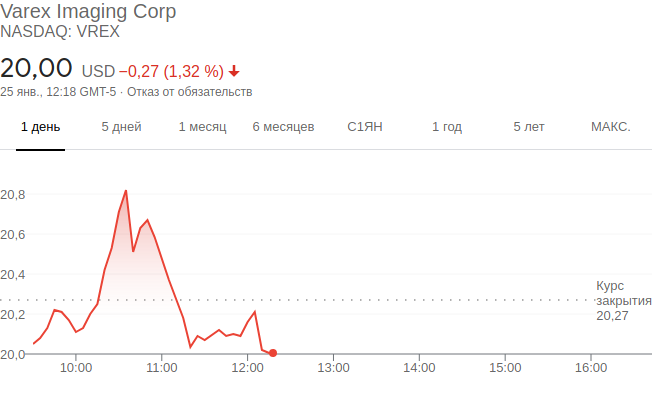 Varex Imaging Corp
NASDAQ: VREX
20,00 USD −0,27 (1,32 %)
25 янв., 12:18 GMT-5 · Отказ от обязательств
1 день 5 дней 1 месяц 6 месяцев С1ЯН 1 год 5 лет МАКС.
20,8
20,6
20,4
Курс
закрытия
20,27
20,2
20,0
10:00 11:00 12:00 13:00 14:00 15:00 16:00